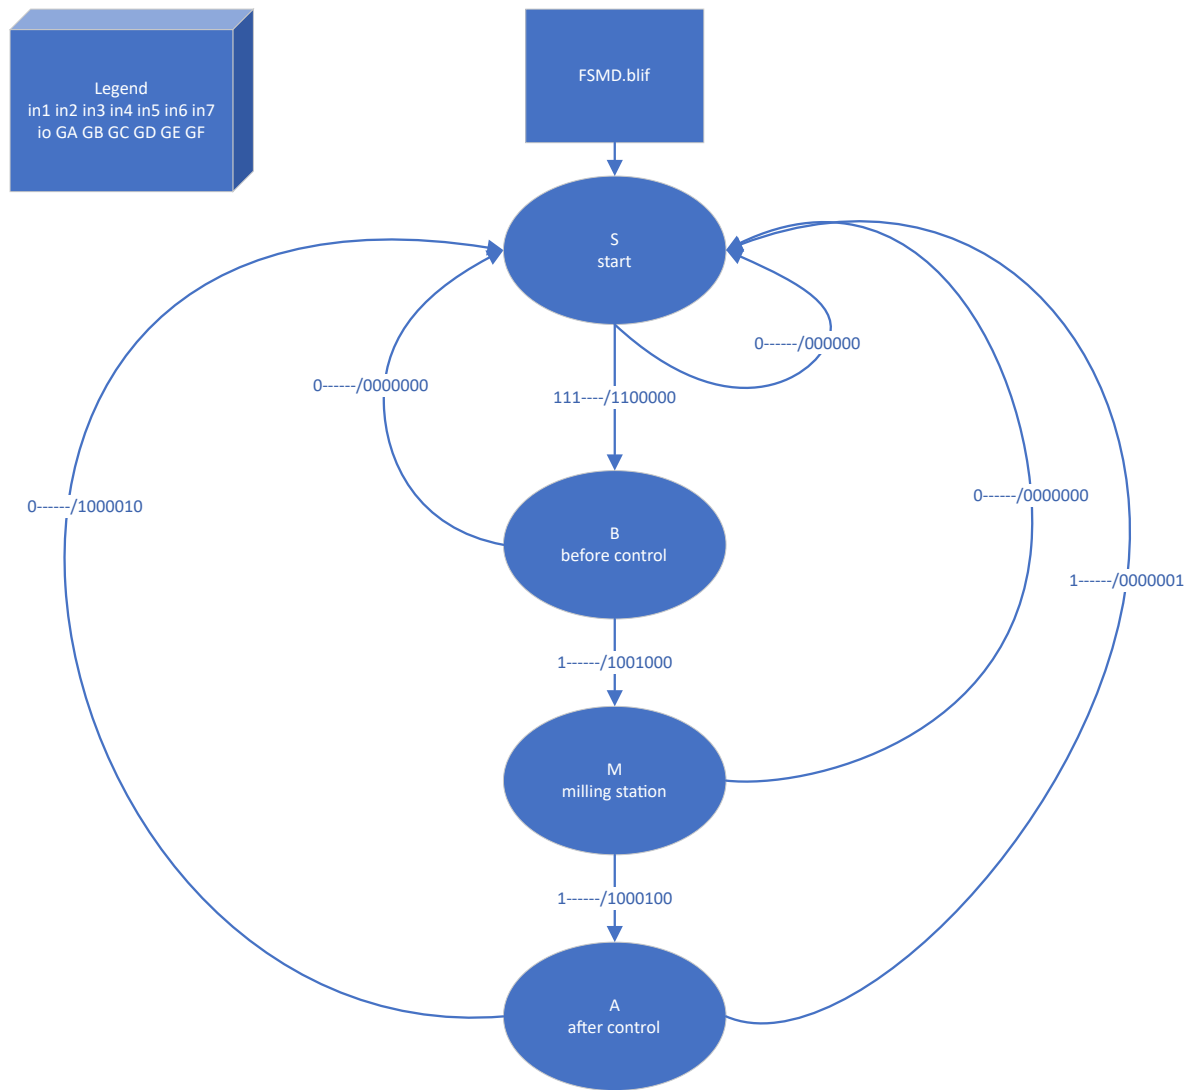 Legend
in1 in2 in3 in4 in5 in6 in7
io GA GB GC GD GE GF
FSMD.blif
S
start
0------/000000
0------/0000000
111----/1100000
0------/1000010
0------/0000000
B
before control
1------/0000001
1------/1001000
M
milling station
1------/1000100
A
after control